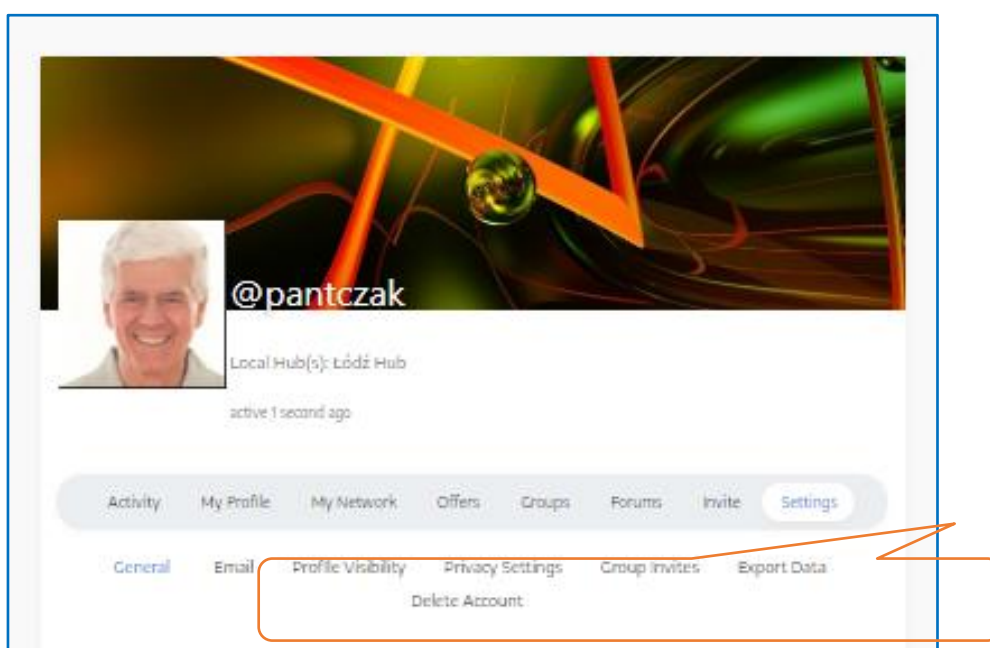 @pantczak
Local Hub(s): Łódź Hub
active 1 second ago
Activity My Profile My Network Offers Groups Forums Invite Settings
General Email Profile Visibility Privacy Settings Group Invites Export Data
Delete Account